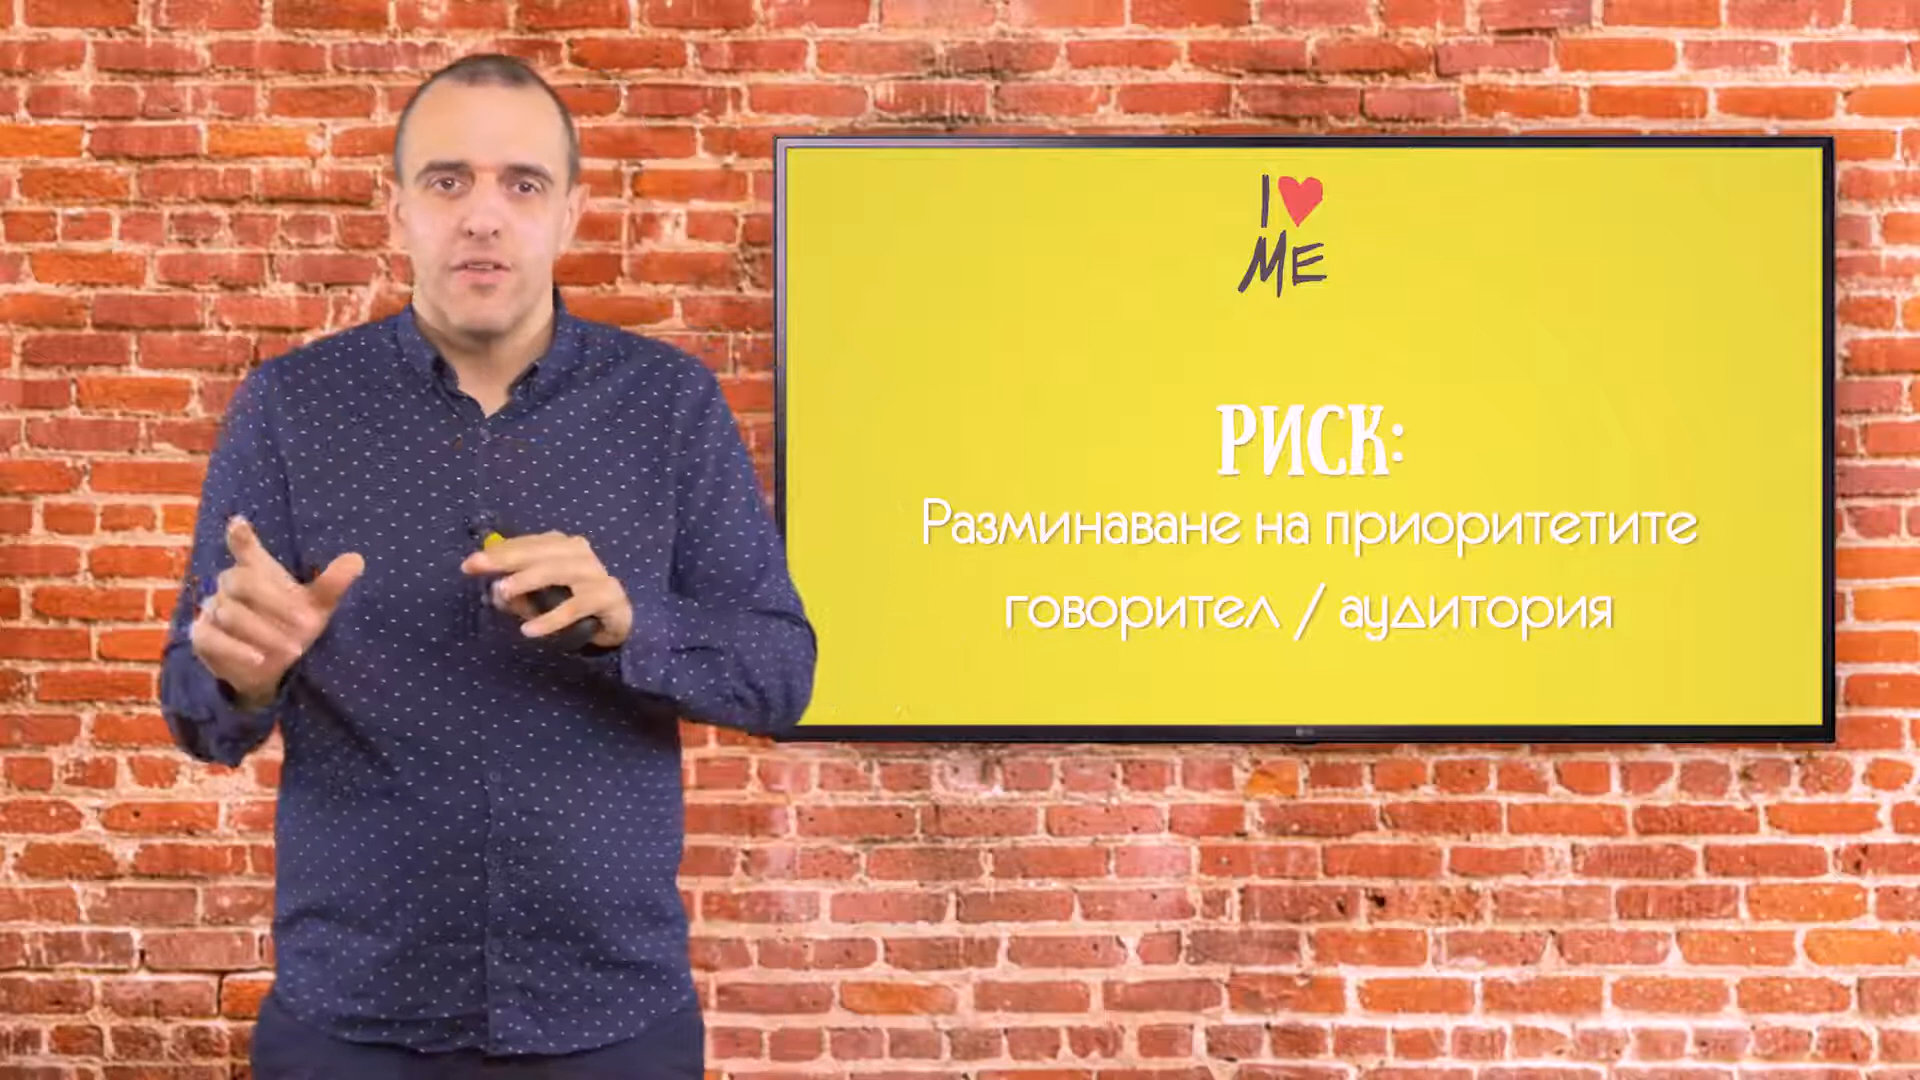 I
ME
РИСК:
Разминаване на приоритетите
говорител / аудитория